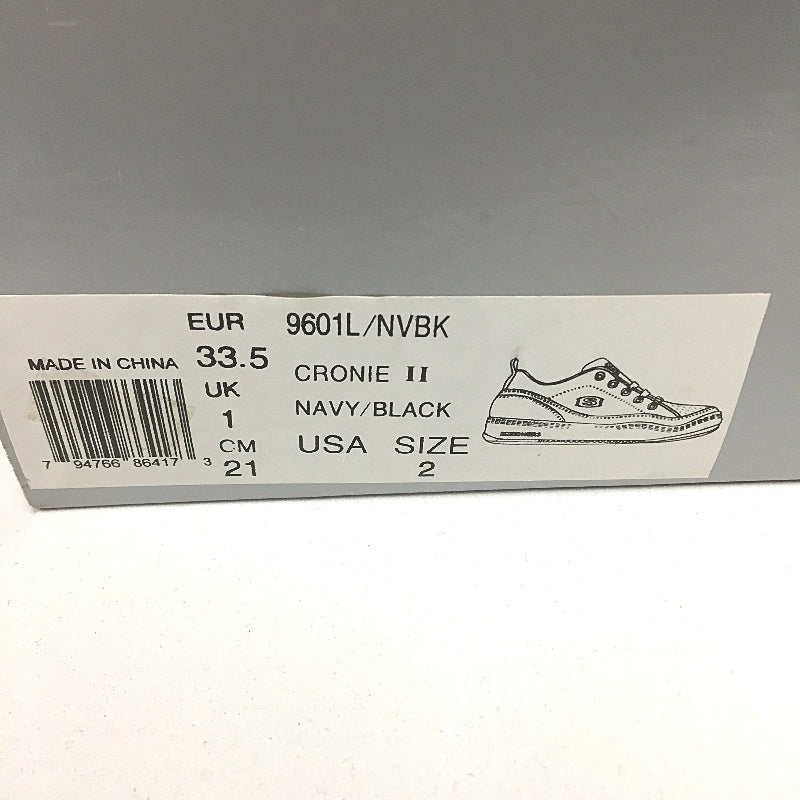 EUR 9601L/NVBK
MADE IN CHINA 33.5
CRONIE II
UK
NAVY/BLACK
1
USA SIZE
CM
2
21
7 94766 86417 3
SKECHERS